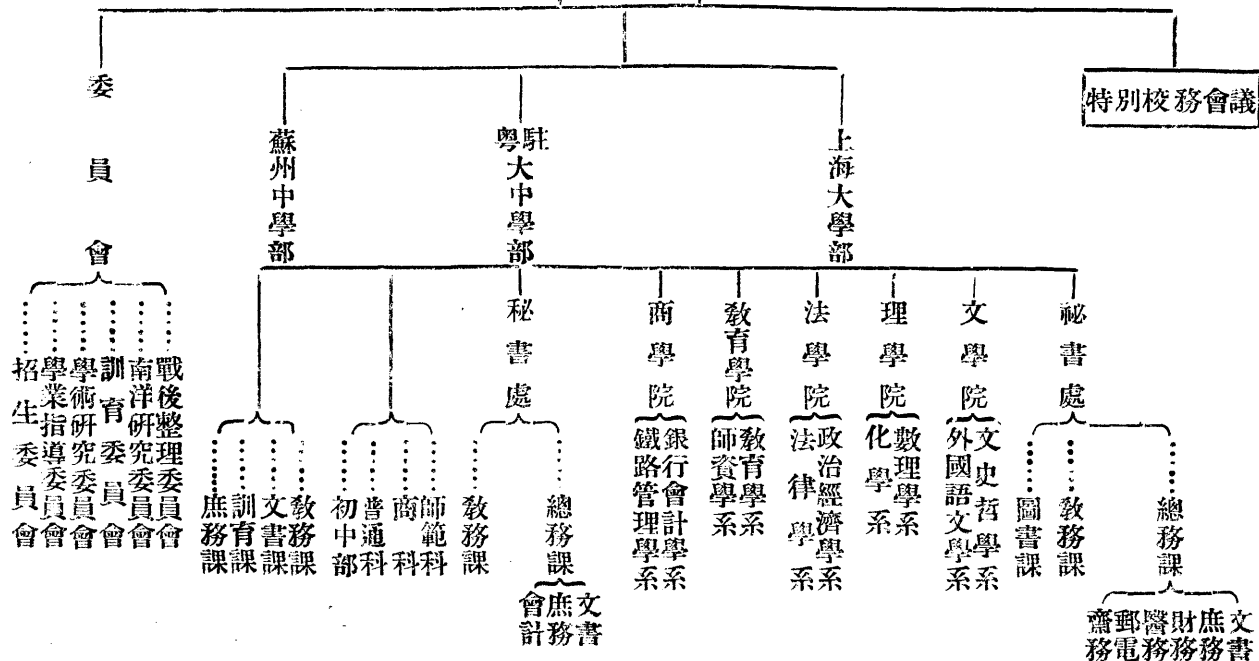 特別校務會議
上海大學部
駐粵大中學部
蘇州中學部
委員會
秘書處
文學院
理學院
法學院
敎育學院
商學院
秘書處
總務課
敎務課
圖書課
文史哲學系
外國語文學系
數理學系
化學系
政治經濟學系
法律學系
敎育學系
師資學系
銀行會計學系
鐵路管理學系
總務課
敎務課
師範科
商科
普通科
初中部
敎務課
文書課
訓育課
庶務課
戰後整理委員會
南洋研究委員會
訓育委員會
學術研究委員會
學業指導委員會
招生委員會
文書
庶務
財務
醫務
郵電
齋務
文書
庶務
會計